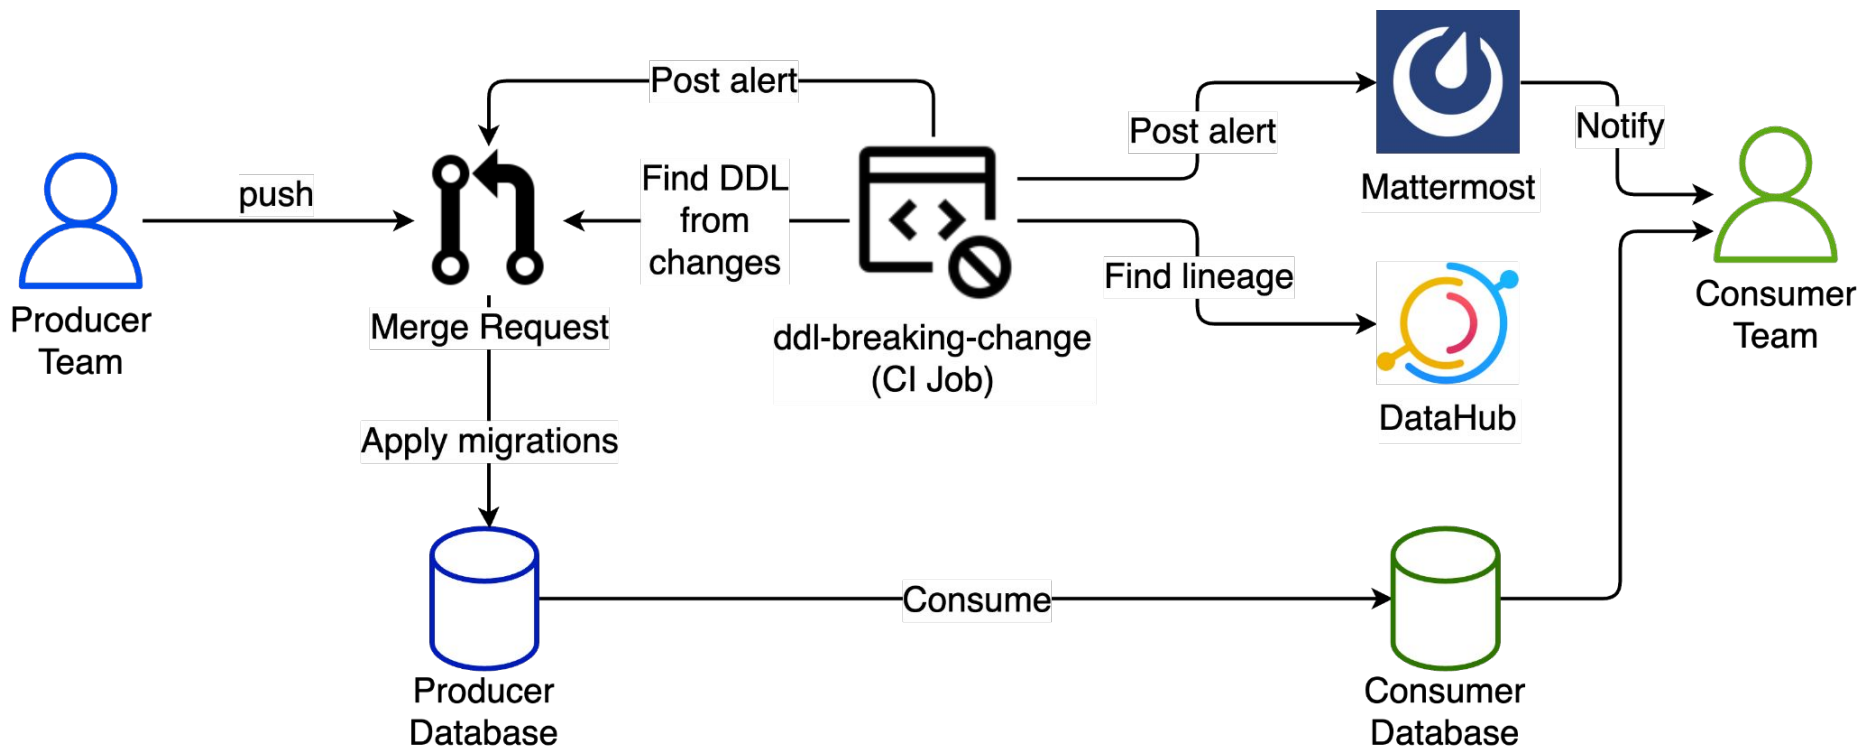 Post alert
push
Find DDL
from
changes
Post alert
Notify
Mattermost
Find lineage
Producer
Team
Merge Request
ddl-breaking-change
(CI Job)
DataHub
Consumer
Team
Apply migrations
Consume
Producer
Database
Consumer
Database